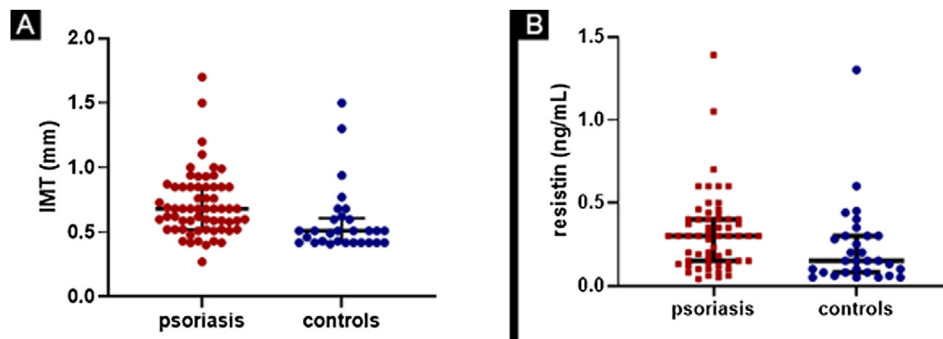 A
IMT (mm)
2.0
1.5
1.0
0.5
0.0
psoriasis controls
B
resistin (ng/mL)
1.5
1.0
0.5
0.0
psoriasis controls